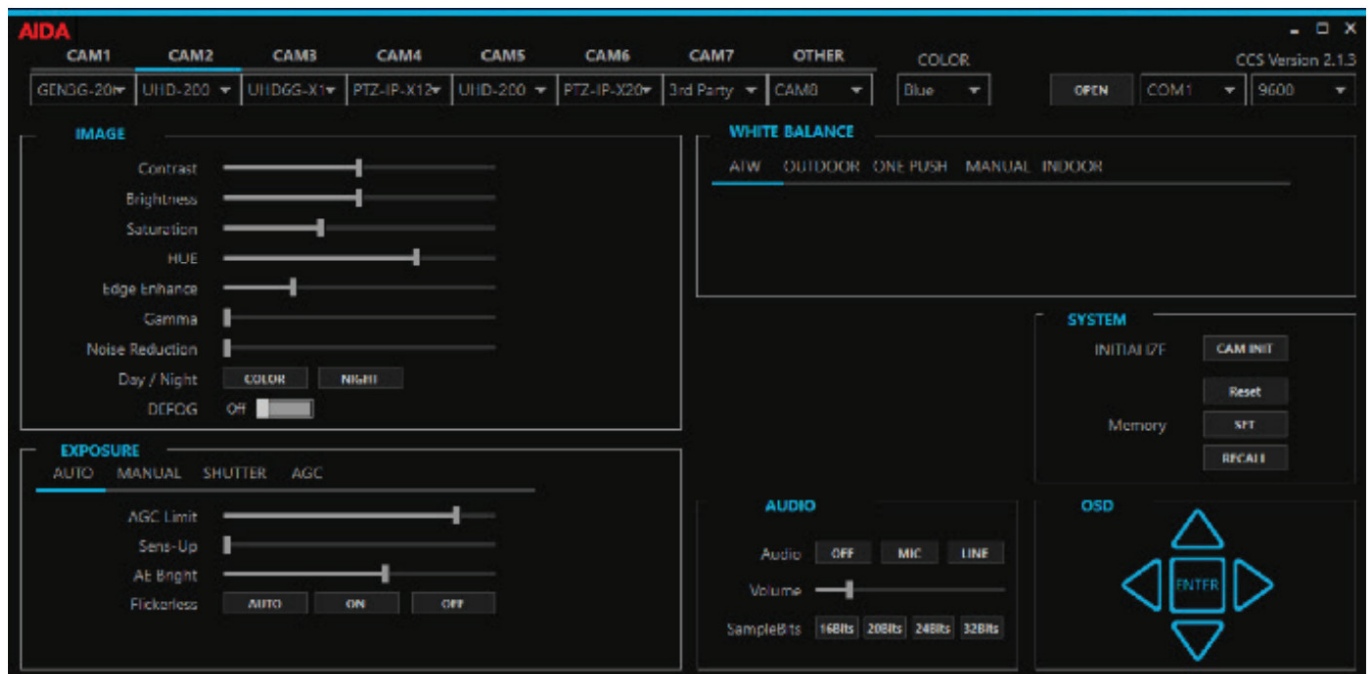 AIDA
CAM1 CAM2 CAM3 CAM4 CAM5 CAM6 CAM7 OTHER COLOR CCS Version 2.1.3
GEN3G-200 UHD-200 UHD6G-X1 PTZ-IP-X12 UHD-200 PTZ-IP-X20 3rd Party CAM8 Blue OPEN COM1 9600
IMAGE
Contrast
Brightness
Saturation
HUE
Edge Enhance
Gamma
Noise Reduction
Day / Night COLOR NIGHT
DEFOG Off
EXPOSURE
AUTO MANUAL SHUTTER AGC
AGC Limit
Sens-Up
AE Bright
Flickerless AUTO ON OFF
WHITE BALANCE
ATW OUTDOOR ONE PUSH MANUAL INDOOR
SYSTEM
INITIALIZE CAM INIT
Reset
Memory SET
RECALL
AUDIO
Audio OFF MIC LINE
Volume
SampleBits 16Bits 20Bits 24Bits 32Bits
OSD
ENTER